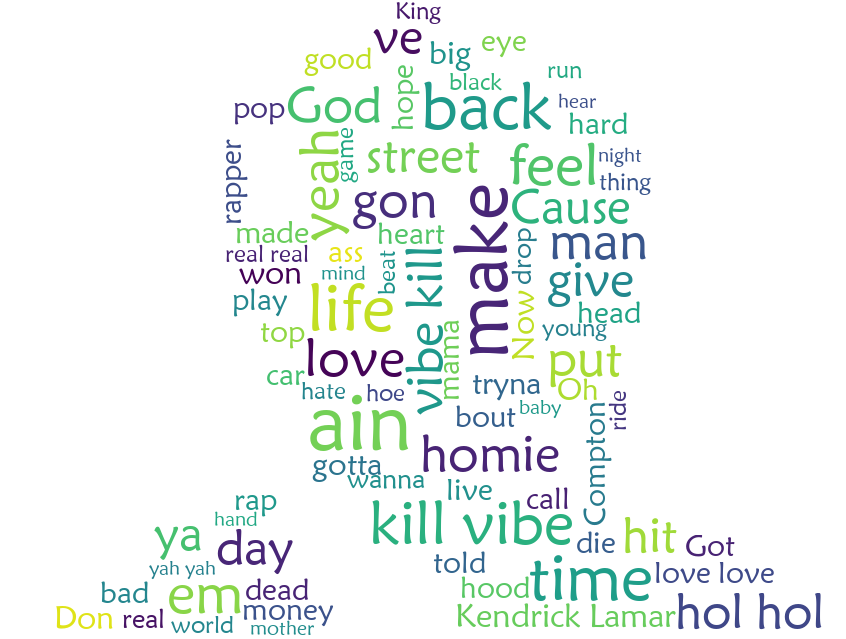 King
ve
good
big
eye
hope
black
run
pop
God
back
hear
hard
rapper
yeah
game
street
feel
night
thing
gon
make
Cause
made
heart
man
real real
ass
drop
won
mind
beat
vibe kill
give
play
life
head
Now
young
top
love
mama
put
car
tryna
Oh
hate
hoe
ain
bout
baby
ride
Compton
homie
gotta
wanna
live
call
rap
hand
kill vibe
ya
day
die
hit
Got
yah yah
told
time
love love
bad
em
dead
hood
Don
real
world
money
mother
Kendrick Lamar
hol hol